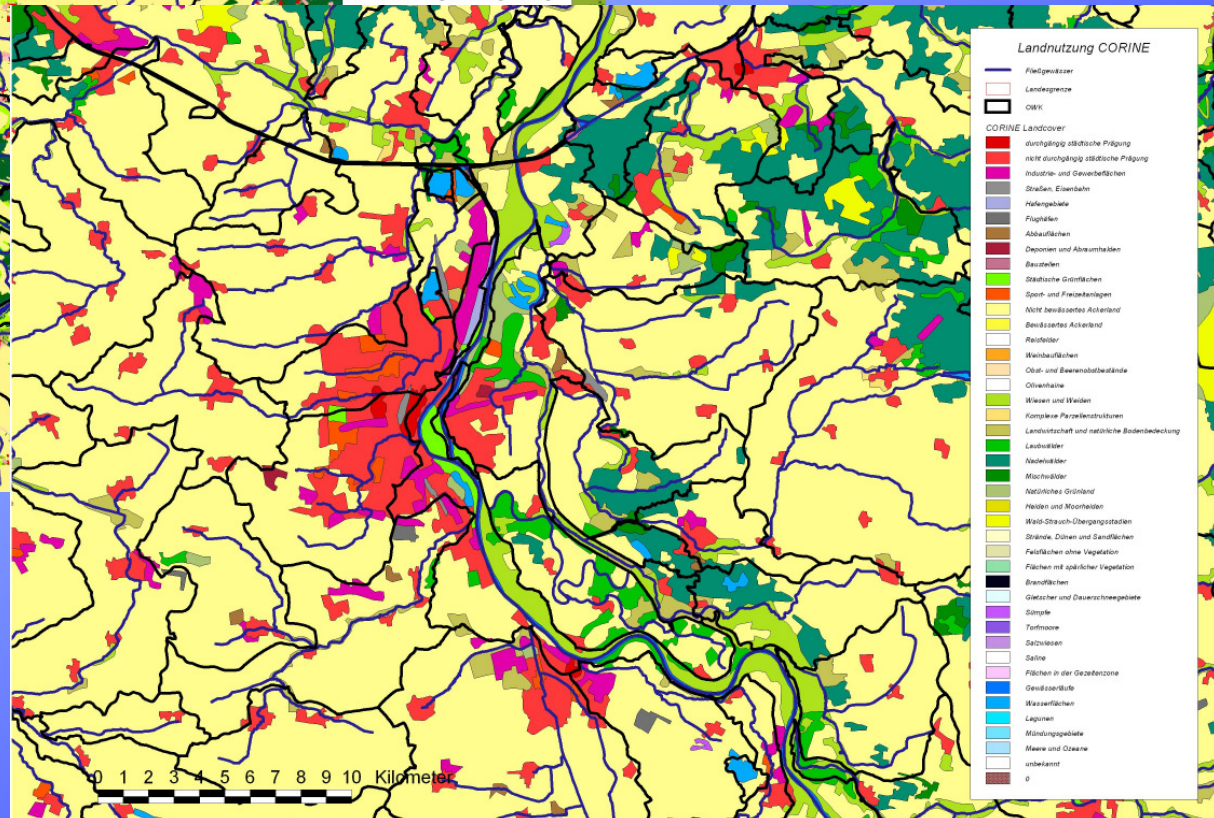 Landnutzung CORINE
Fließgewässer
Landesgrenze
OWK
CORINE Landcover
durchgängig städtische Prägung
nicht durchgängig städtische Prägung
Industrie- und Gewerbeflächen
Straßen, Eisenbahn
Hafengebiete
Flughäfen
Abbauflächen
Deponien und Abraumhalden
Baustellen
Städtische Grünflächen
Sport- und Freizeitanlagen
Nicht bewässertes Ackerland
Bewässertes Ackerland
Reisfelder
Weinbauflächen
Obst- und Beerenobstbestände
Olivenhaine
Wiesen und Weiden
Komplexe Parzellenstrukturen
Landwirtschaft und natürliche Bodenbedeckung
Laubwälder
Nadelwälder
Mischwälder
Natürliches Grünland
Heiden und Moorheiden
Wald-Strauch-Übergangsstadien
Strände, Dünen und Sandflächen
Felsflächen ohne Vegetation
Flächen mit spärlicher Vegetation
Brandflächen
Gletscher und Dauerschneegebiete
Sümpfe
Torfmoore
Salzwiesen
Saline
Flächen in der Gezeitenzone
Gewässerläufe
Wasserflächen
Lagunen
Mündungsgebiete
Meere und Ozeane
unbekannt
0
0 1 2 3 4 5 6 7 8 9 10 Kilometer